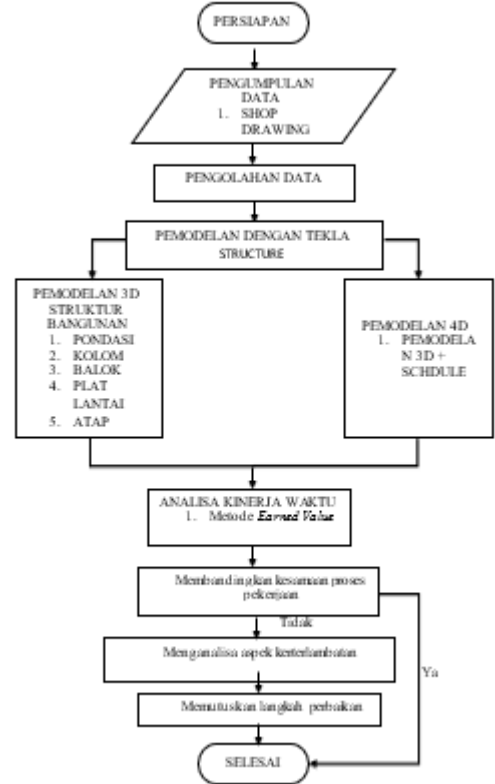 PERSIAPAN
PENGUMPULAN
DATA
1. SHOP
DRAWING
PENGOLAHAN DATA
PEMODELAN DENGAN TEKLA
STRUCTURE
PEMODELAN 3D
STRUKTUR
BANGUNAN
1. PONDASI
2. KOLOM
3. BALOK
4. PLAT
LANTAI
5. ATAP
PEMODELAN 4D
1. PEMODELA
N 3D +
SCHDULE
ANALISA KINERJA WAKTU
1. Metode Earned Value
Membandingkan kesamaan proses
pekerjaan
Tidak
Menganalisa aspek keterlambatan
Ya
Memutuskan langkah perbaikan
SELESAI